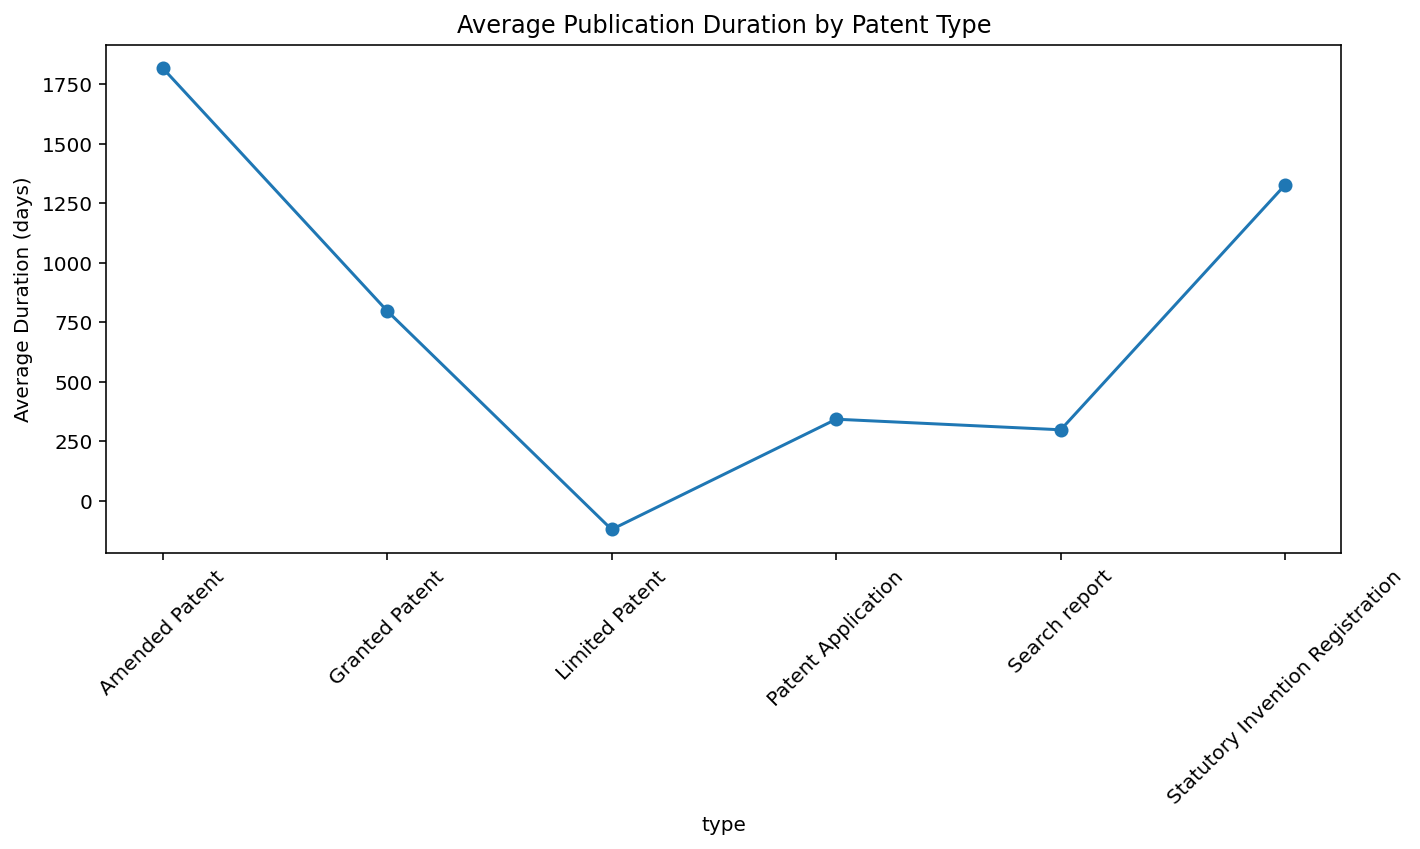 Average Publication Duration by Patent Type
Average Duration (days)
1750
1500
1250
1000
750
500
250
0
Amended Patent
Granted Patent
Limited Patent
Patent Application
Search report
Statutory Invention Registration
type